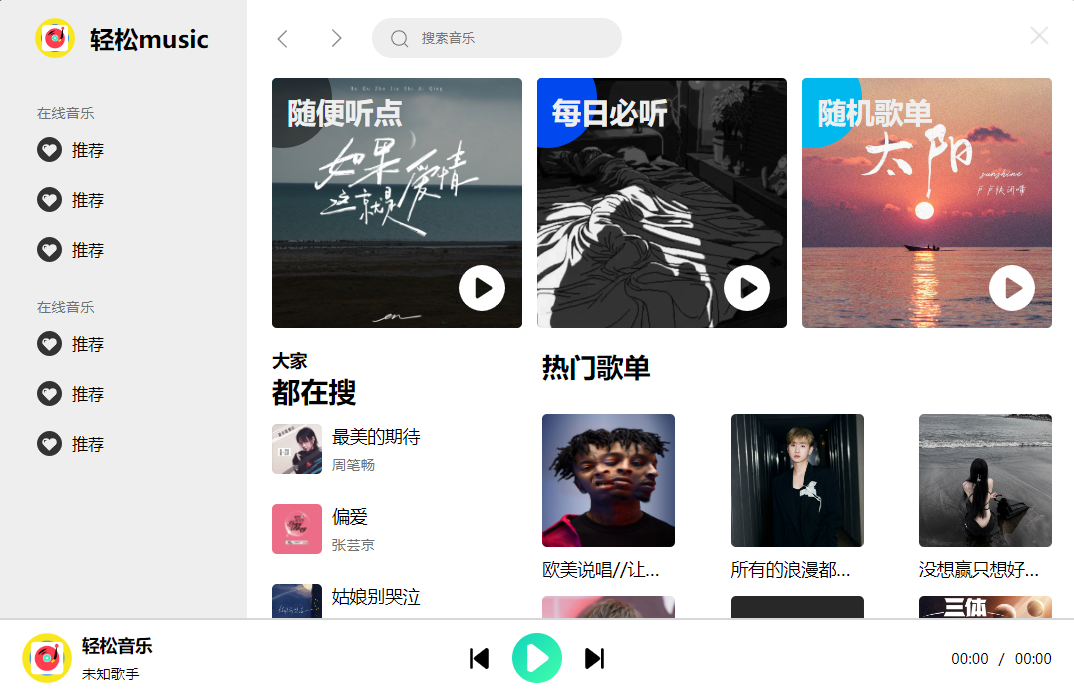 轻松music
搜索音乐
在线音乐
推荐
推荐
推荐
在线音乐
推荐
推荐
推荐
随便听点
如果
这就是
爱情
每日必听
随机歌单
太阳
sunshine
大家
都在搜
最美的期待
周笔畅
偏爱
张芸京
姑娘别哭泣
热门歌单
欧美说唱//让...
所有的浪漫都...
没想赢只想好...
三体
轻松音乐
未知歌手
00:00 / 00:00